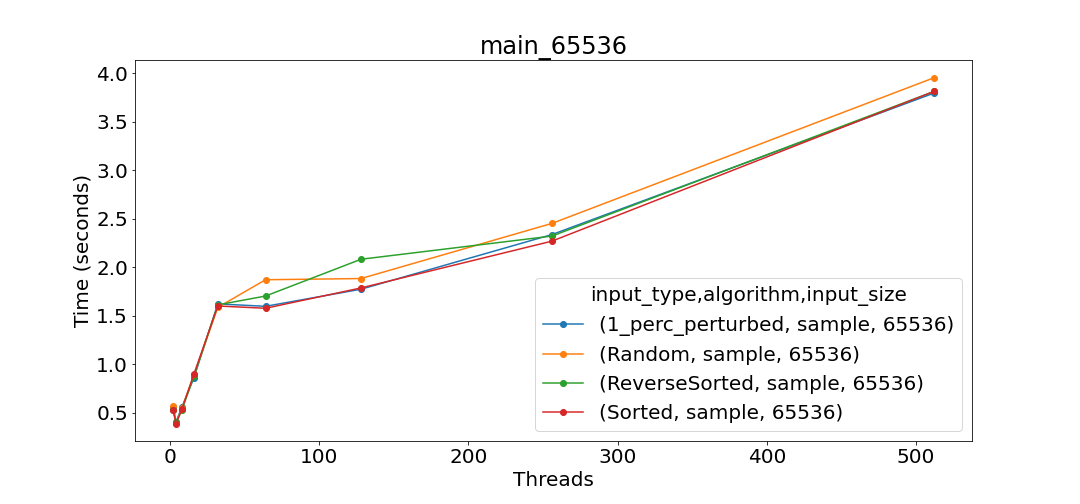 main_65536
Time (seconds)
4.0
3.5
3.0
2.5
2.0
1.5
1.0
0.5
input_type,algorithm,input_size
(1_perc_perturbed, sample, 65536)
(Random, sample, 65536)
(ReverseSorted, sample, 65536)
(Sorted, sample, 65536)
0 100 200 300 400 500
Threads